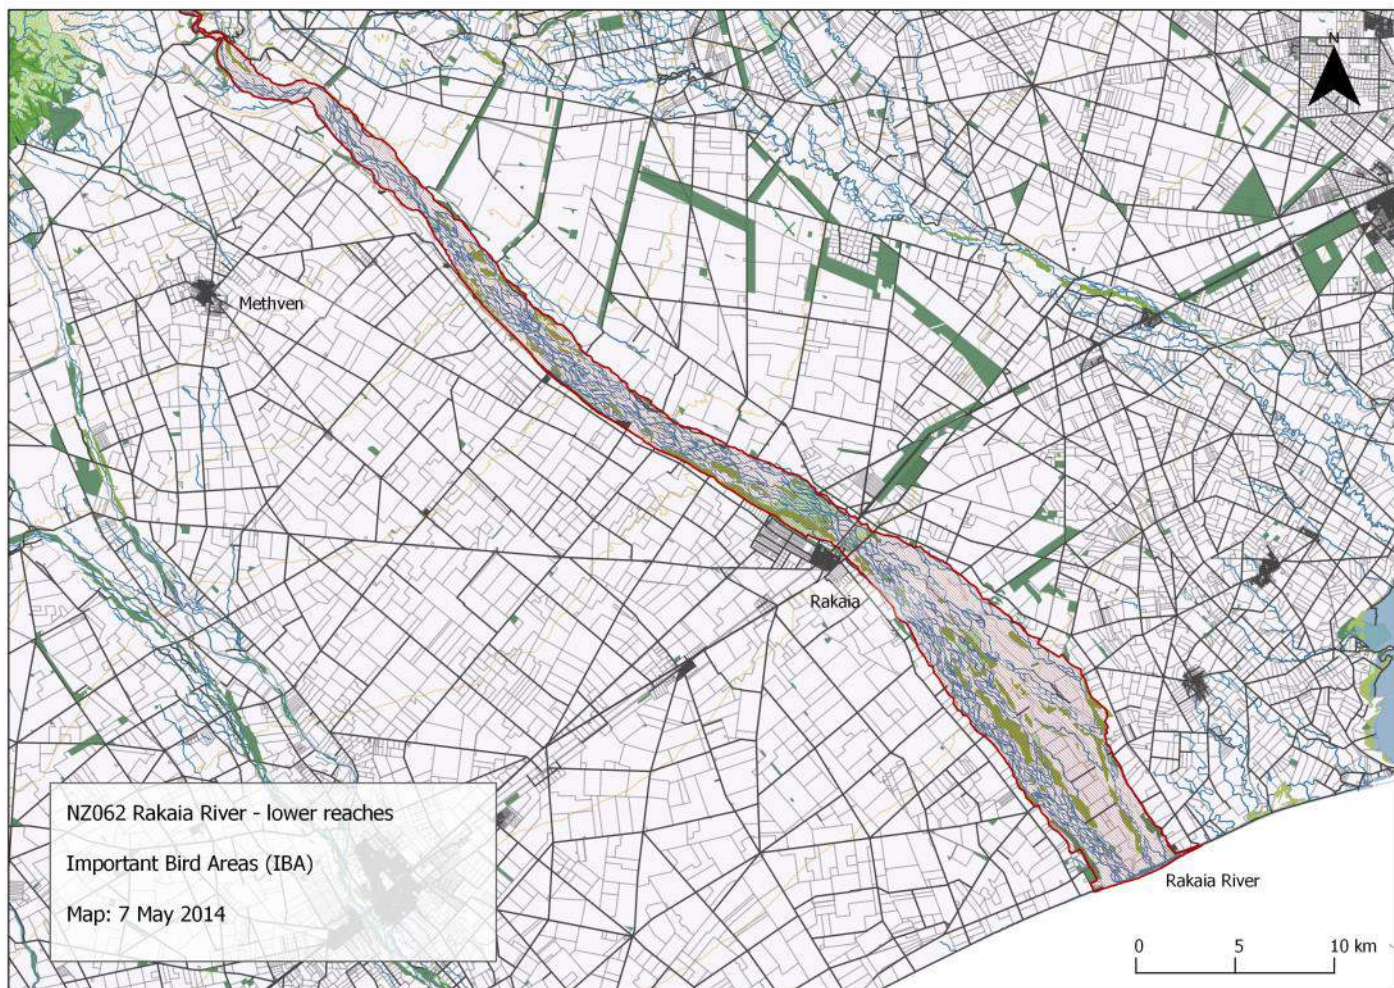 N
Methven
Rakaia
NZ062 Rakaia River - lower reaches
Important Bird Areas (IBA)
Map: 7 May 2014
Rakaia River
0 5 10 km